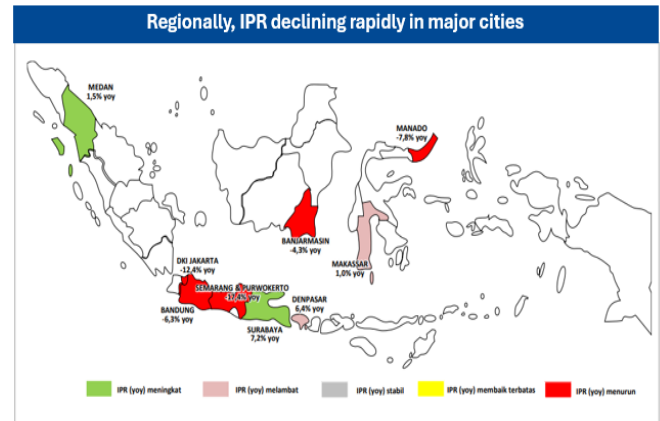 Regionally, IPR declining rapidly in major cities
MEDAN
1,5% yoy
MANADO
-7,8% yoy
BANJARMASIN
-4,3% yoy
MAKASSAR
1,0% yoy
DKI JAKARTA
-12,4% yoy
SEMARANG & PURWOKERTO
-17,4% yoy
DENPASAR
6,4% yoy
BANDUNG
-6,3% yoy
SURABAYA
7,2% yoy
IPR (yoy) meningkat
IPR (yoy) melambat
IPR (yoy) stabil
IPR (yoy) membaik terbatas
IPR (yoy) menurun